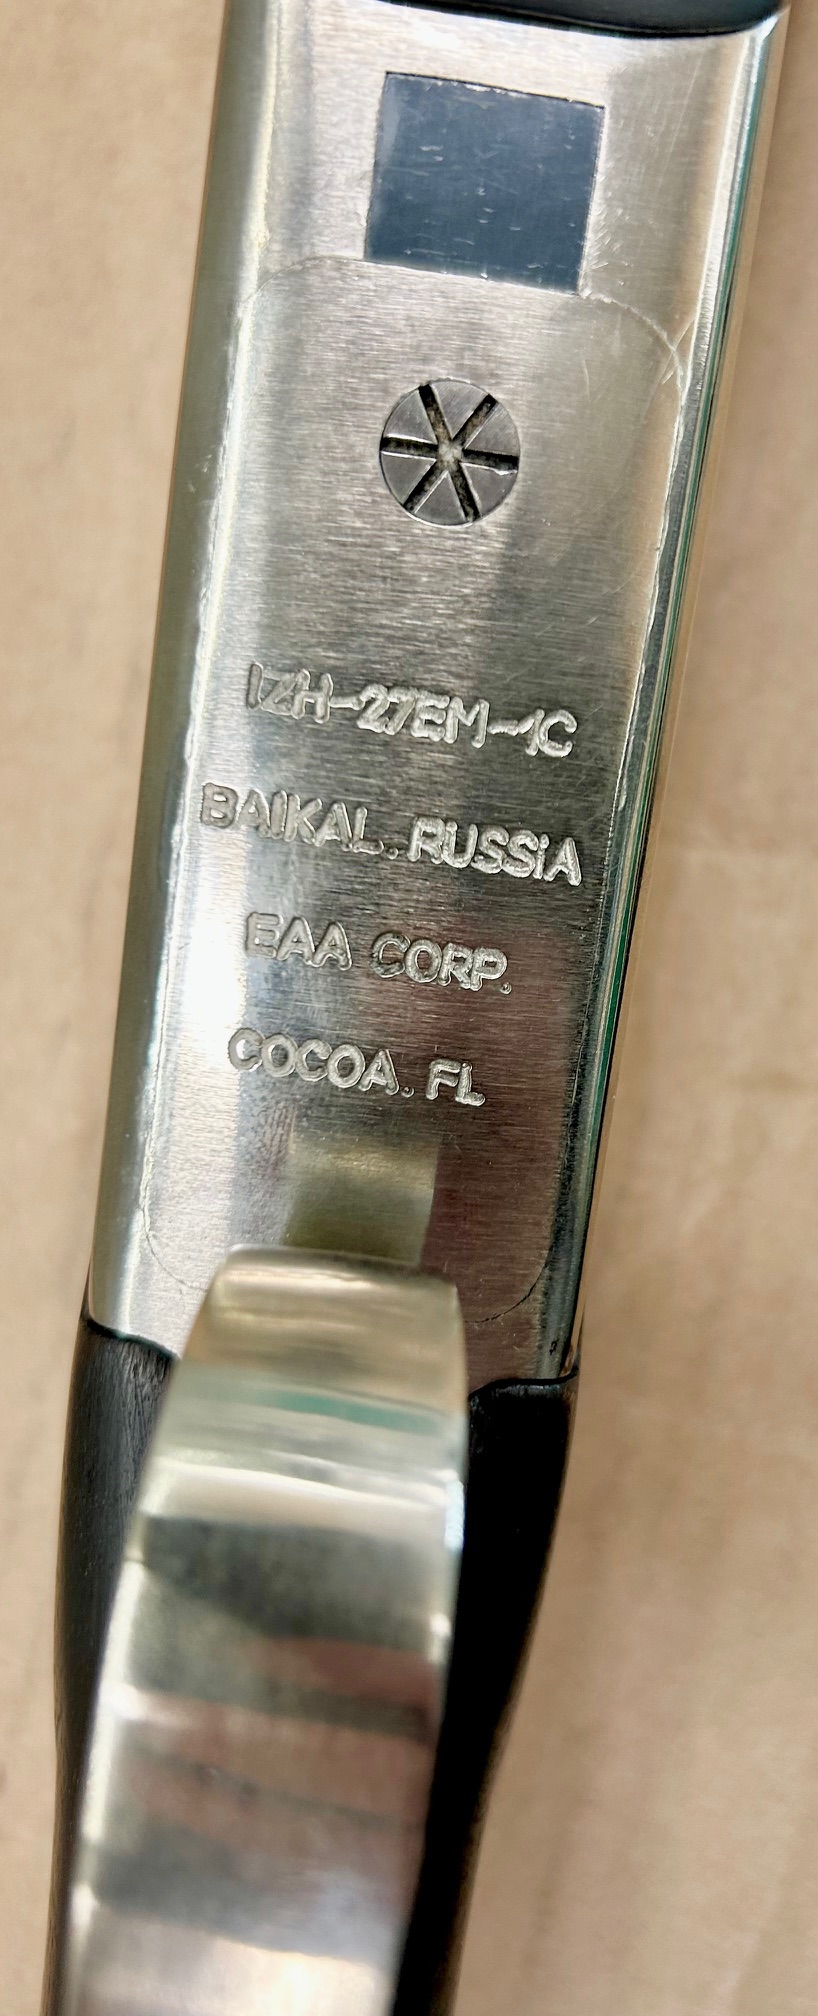 IZH-27EM-1C
BAIKAL. RUSSiA
EAA CORP.
COCOA. FL